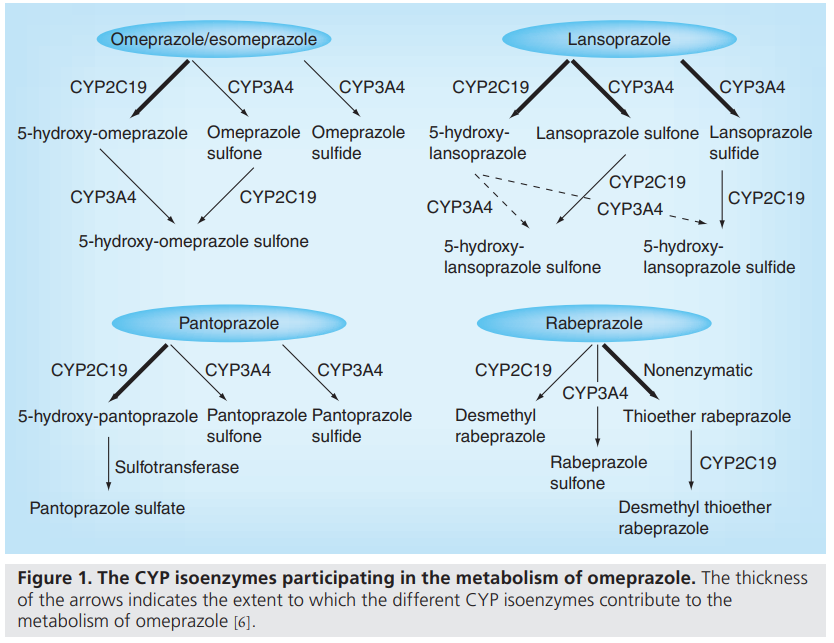 Omeprazole/esomeprazole
CYP2C19
CYP3A4
CYP3A4
5-hydroxy-omeprazole
Omeprazole
sulfone
Omeprazole
sulfide
CYP3A4
CYP2C19
5-hydroxy-omeprazole sulfone
Lansoprazole
CYP2C19
CYP3A4
CYP3A4
5-hydroxy-
lansoprazole
Lansoprazole sulfone
Lansoprazole
sulfide
CYP3A4
CYP2C19
CYP3A4
CYP2C19
5-hydroxy-
lansoprazole sulfone
5-hydroxy-
lansoprazole sulfide
Pantoprazole
CYP2C19
CYP3A4
CYP3A4
5-hydroxy-pantoprazole
Pantoprazole
sulfone
Pantoprazole
sulfide
Sulfotransferase
Pantoprazole sulfate
Rabeprazole
CYP2C19
CYP3A4
Nonenzymatic
Desmethyl
rabeprazole
Rabeprazole
sulfone
Thioether rabeprazole
CYP2C19
Desmethyl thioether
rabeprazole
Figure 1. The CYP isoenzymes participating in the metabolism of omeprazole. The thickness
of the arrows indicates the extent to which the different CYP isoenzymes contribute to the
metabolism of omeprazole [6].